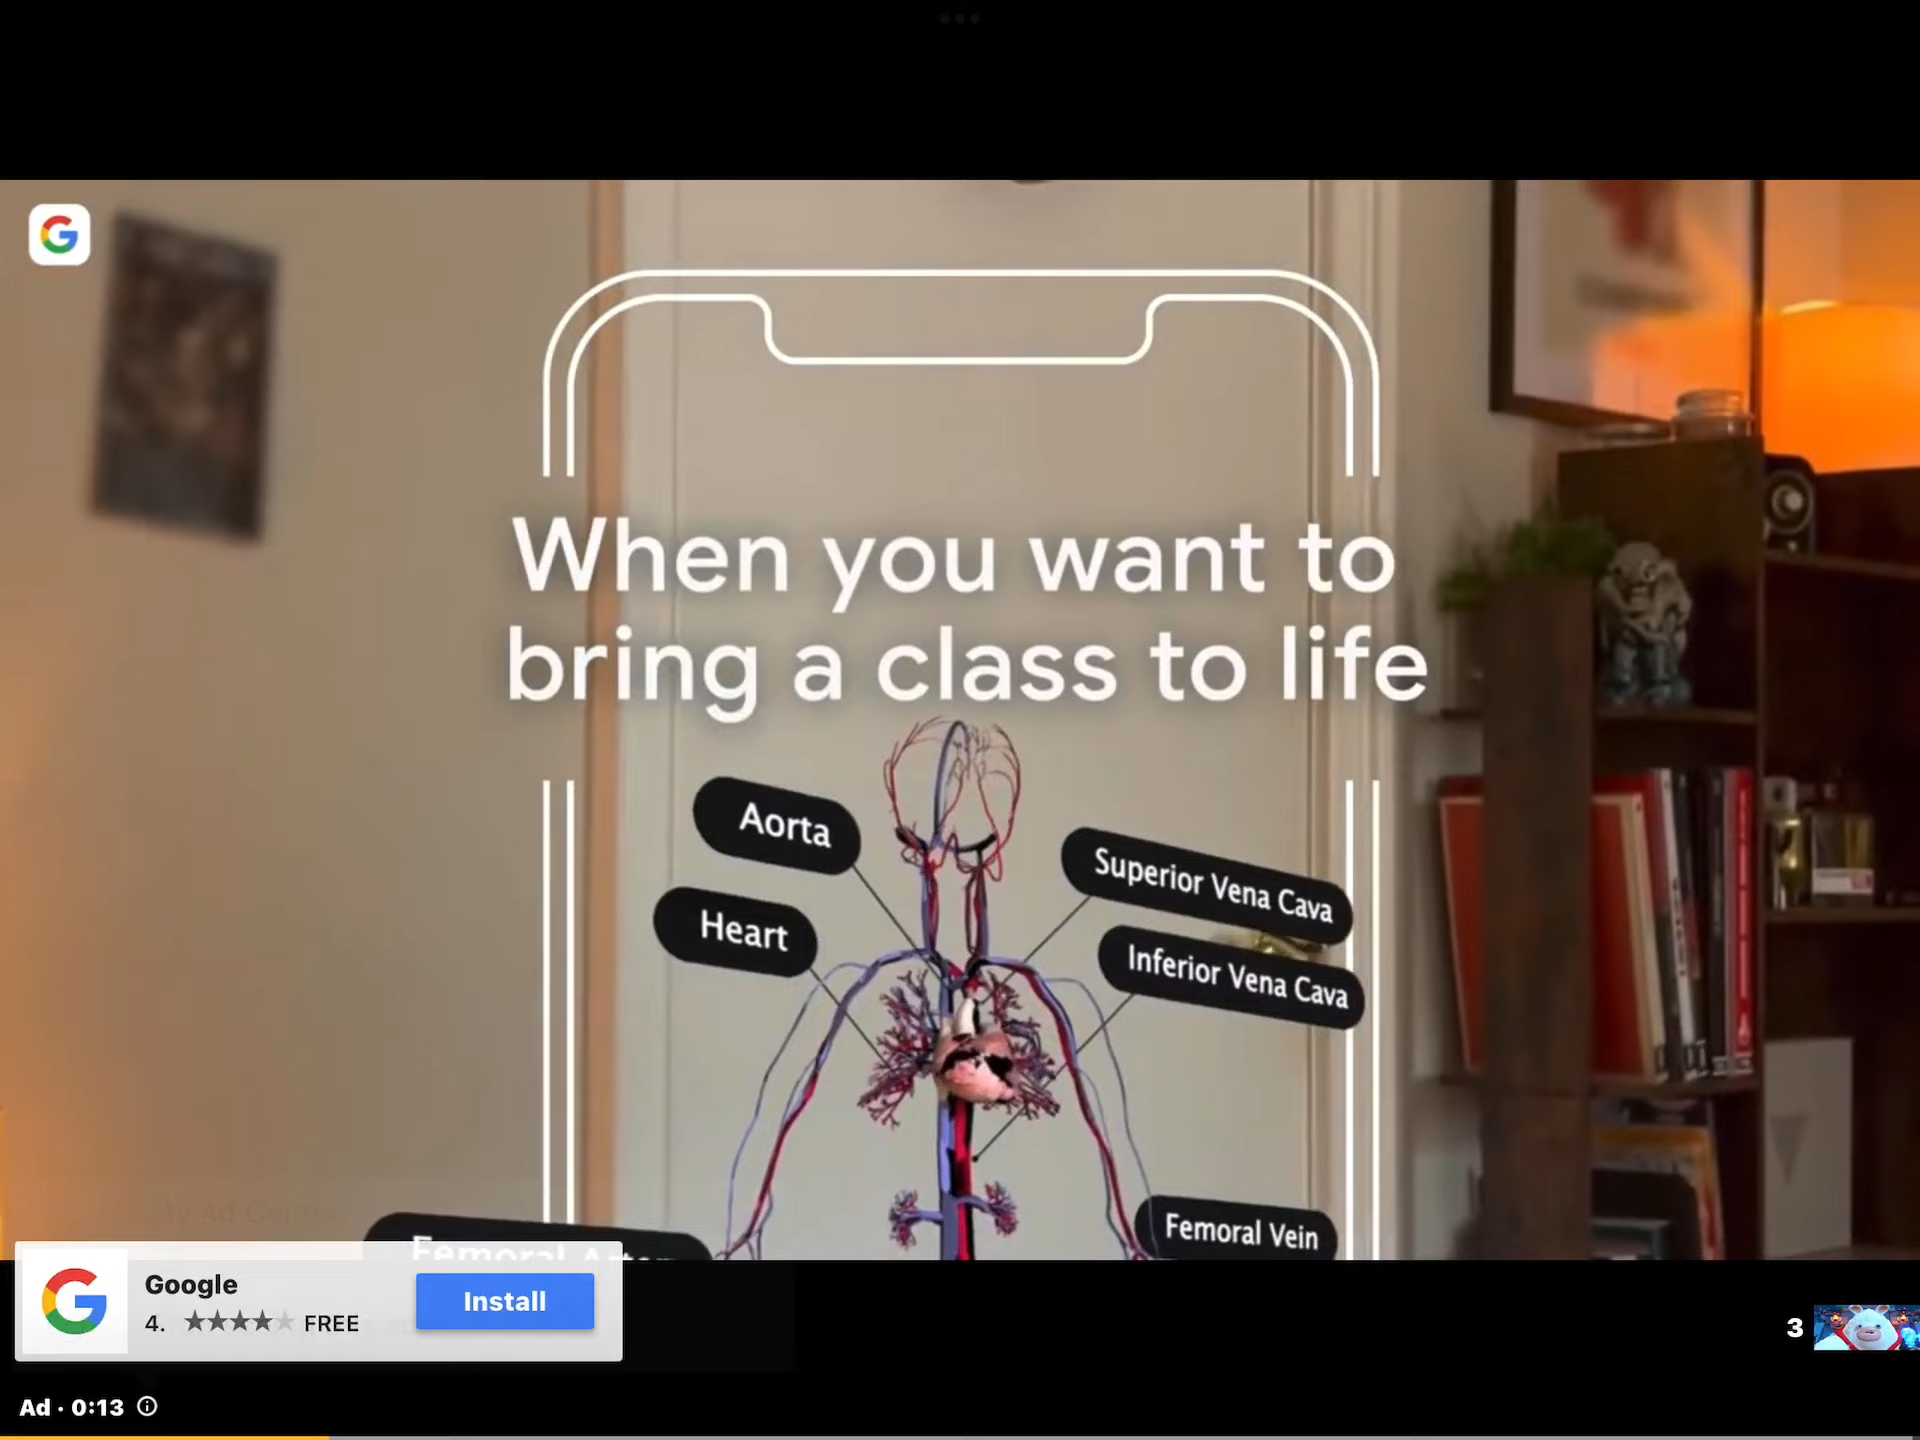 When you want to
bring a class to life
Aorta
Superior Vena Cava
Heart
Inferior Vena Cava
Femoral Vein
Femoral
Google
Install
4. ★★★★★ FREE
3
Ad · 0:13